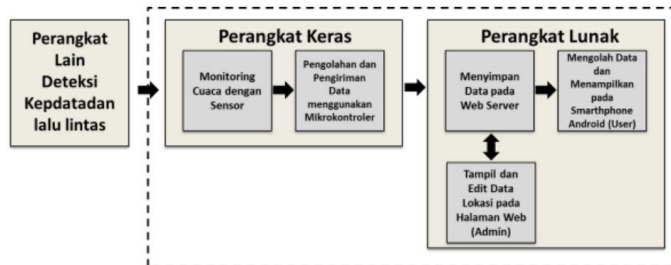 Perangkat
Lain
Deteksi
Kepdatadan
lalu lintas
Perangkat Keras
Monitoring
Cuaca dengan
Sensor
Pengolahan dan
Pengiriman
Data
menggunakan
Mikrokontroler
Perangkat Lunak
Menyimpan
Data pada
Web Server
Mengolah Data
dan
Menampilkan
pada
Smarthphone
Android (User)
Tampil dan
Edit Data
Lokasi pada
Halaman Web
(Admin)